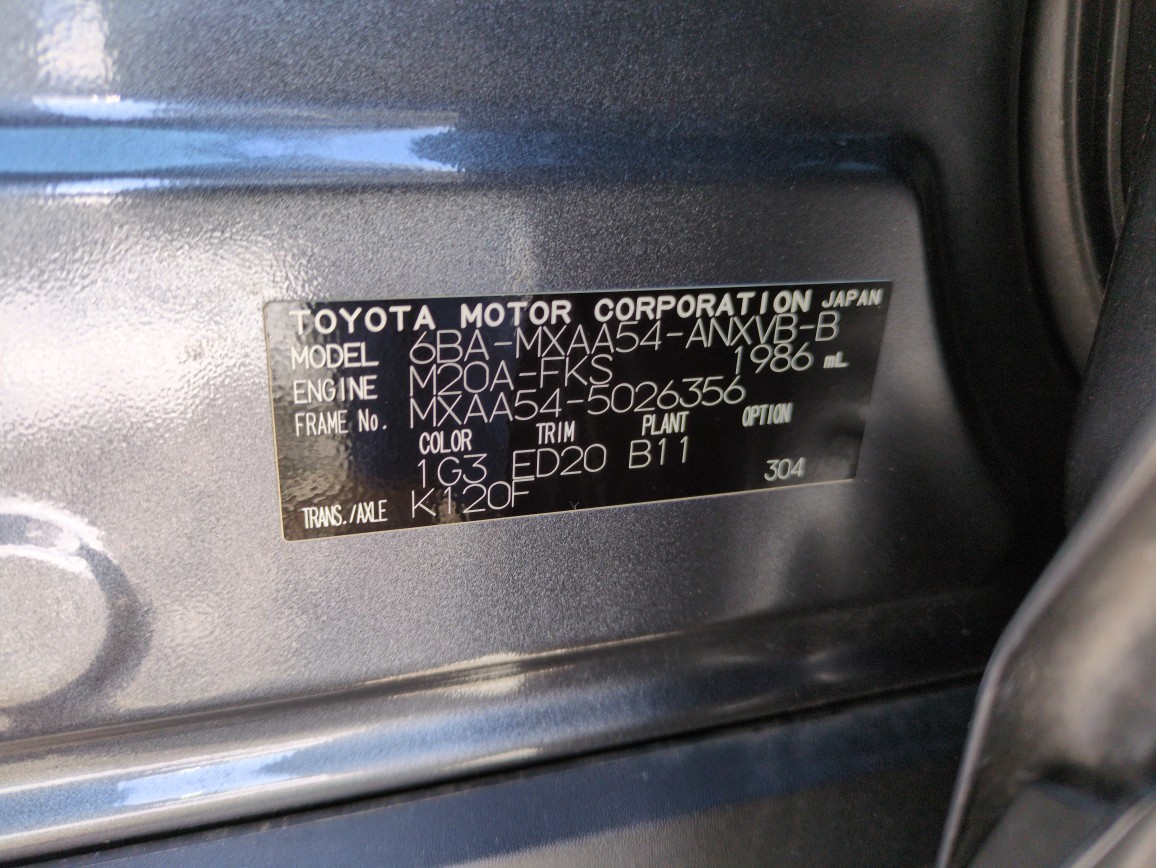 TOYOTA MOTOR CORPORATION JAPAN
MODEL 6BA-MXAA54-ANXVB-B
ENGINE M20A-FKS 1986 mL
FRAME No. MXAA54-5026356
COLOR TRIM PLANT OPTION
1G3 ED20 B11 304
TRANS./AXLE K120F